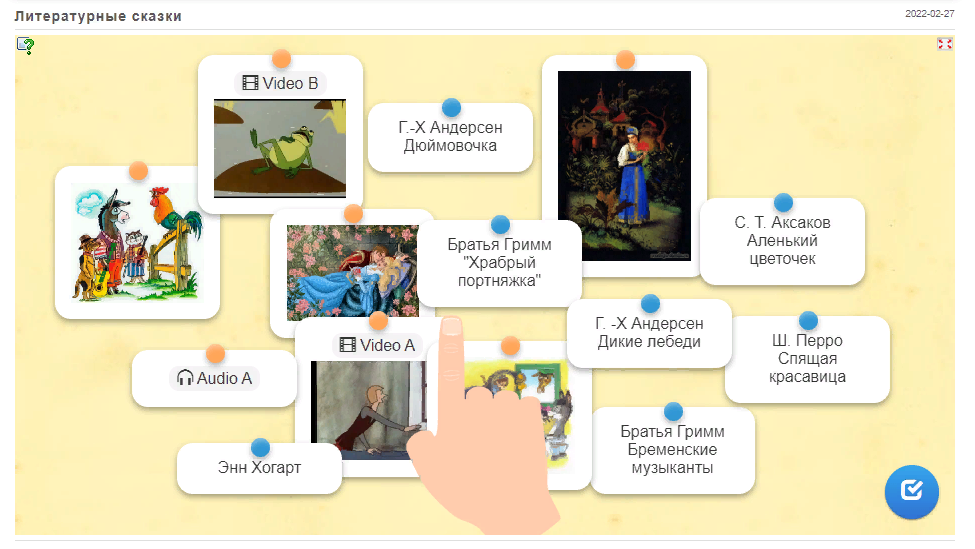 Литературные сказки
2022-02-27
Video B
Г.-Х Андерсен
Дюймовочка
С. Т. Аксаков
Аленький
цветочек
Братья Гримм
"Храбрый
портняжка"
Г. -Х Андерсен
Дикие лебеди
Ш. Перро
Спящая
красавица
Video A
Audio A
Братья Гримм
Бременские
музыканты
Энн Хогарт